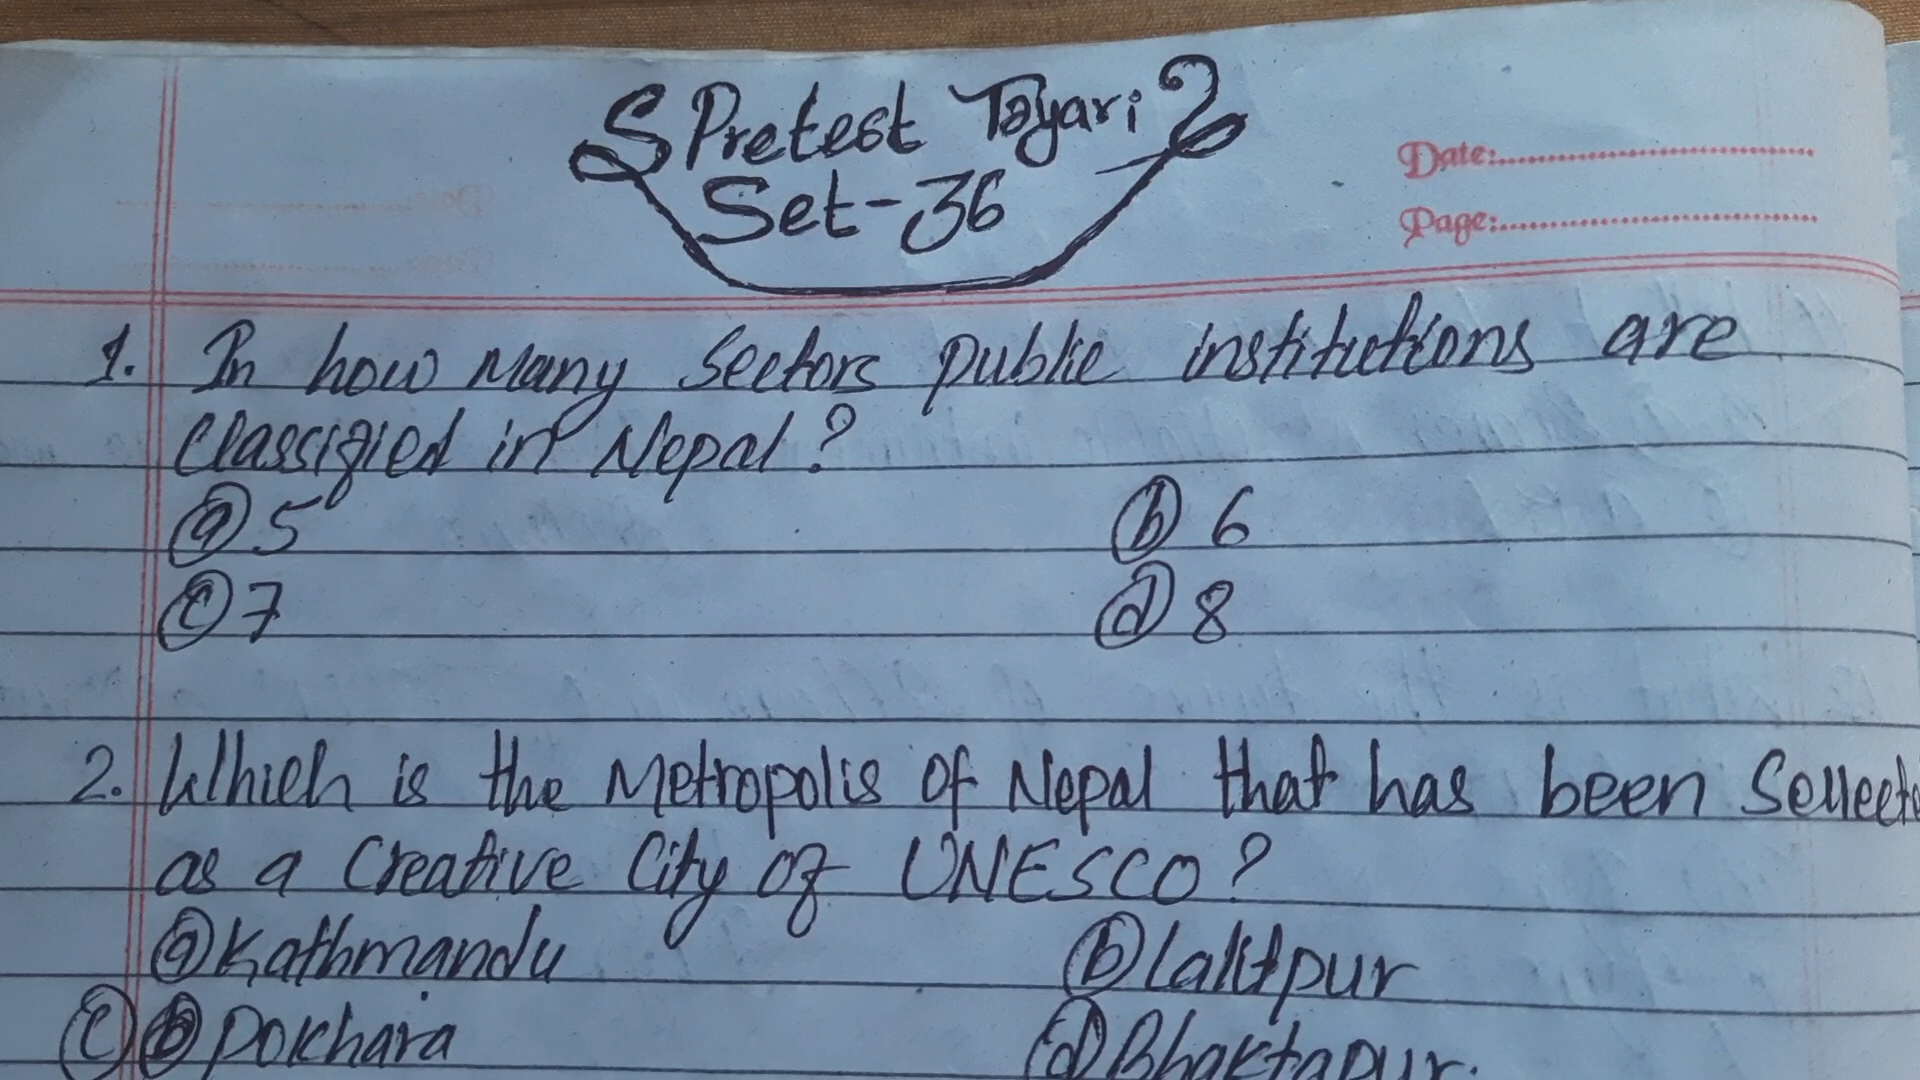 Pretest Tayari
Set-36
Date:
Page:
1. In how many sectors public institutions are
classified in Nepal?
(a) 5 (b) 6
(c) 7 (d) 8
2. Which is the Metropolis of Nepal that has been
as a Creative City of UNESCO?
(a) Kathmandu (b) Lalitpur
(c) Pokhara (d) Bhaktapur.